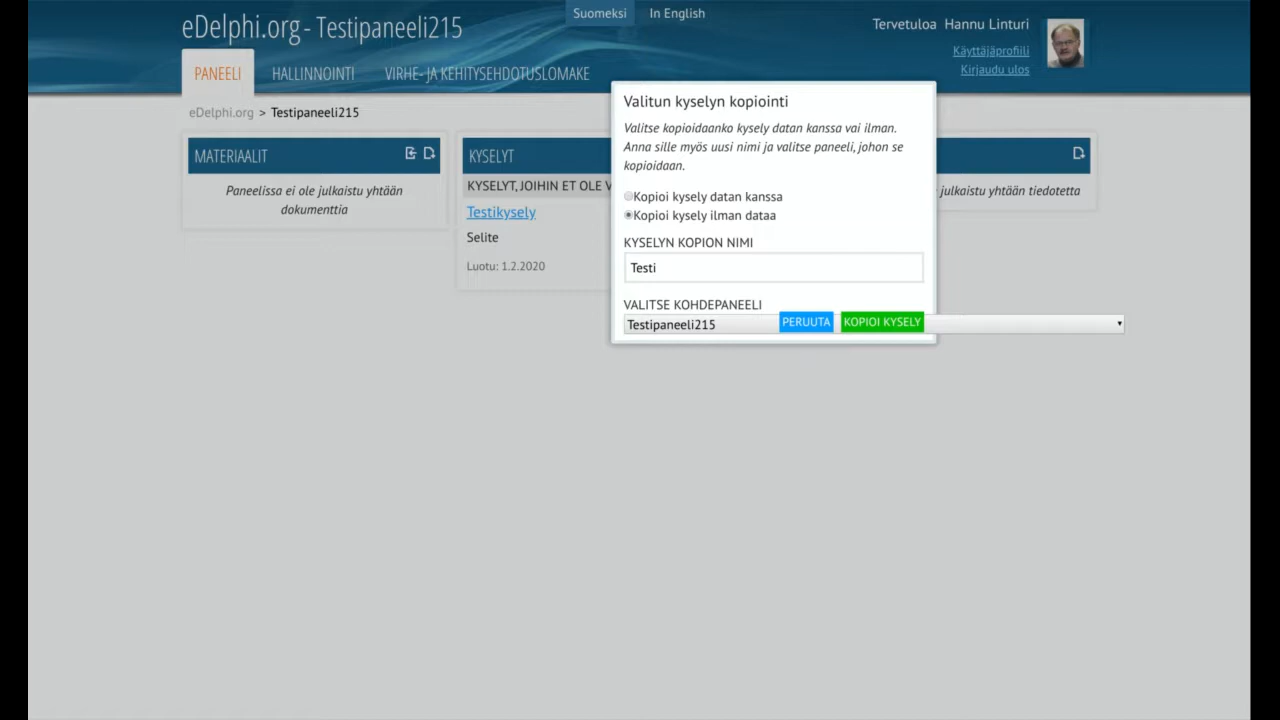 Suomeksi
In English
eDelphi.org - Testipaneeli215
Tervetuloa Hannu Linturi
Käyttäjäprofiili
Kirjaudu ulos
PANEELI
HALLINNOINTI
VIRHE- JA KEHITYSEHDOTUSLOMAKE
eDelphi.org > Testipaneeli215
MATERIAALIT
Paneelissa ei ole julkaistu yhtään
dokumenttia
KYSELYT
KYSELYT, JOIHIN ET OLE V
Testikysely
Selite
Luotu: 1.2.2020
Valitun kyselyn kopiointi
Valitse kopioidaanko kysely datan kanssa vai ilman.
Anna sille myös uusi nimi ja valitse paneeli, johon se
kopioidaan.
Kopioi kysely datan kanssa
Kopioi kysely ilman dataa
KYSELYN KOPION NIMI
Testi
VALITSE KOHDEPANEELI
Testipaneeli215
PERUUTA
KOPIOI KYSELY
julkaistu yhtään tiedotetta